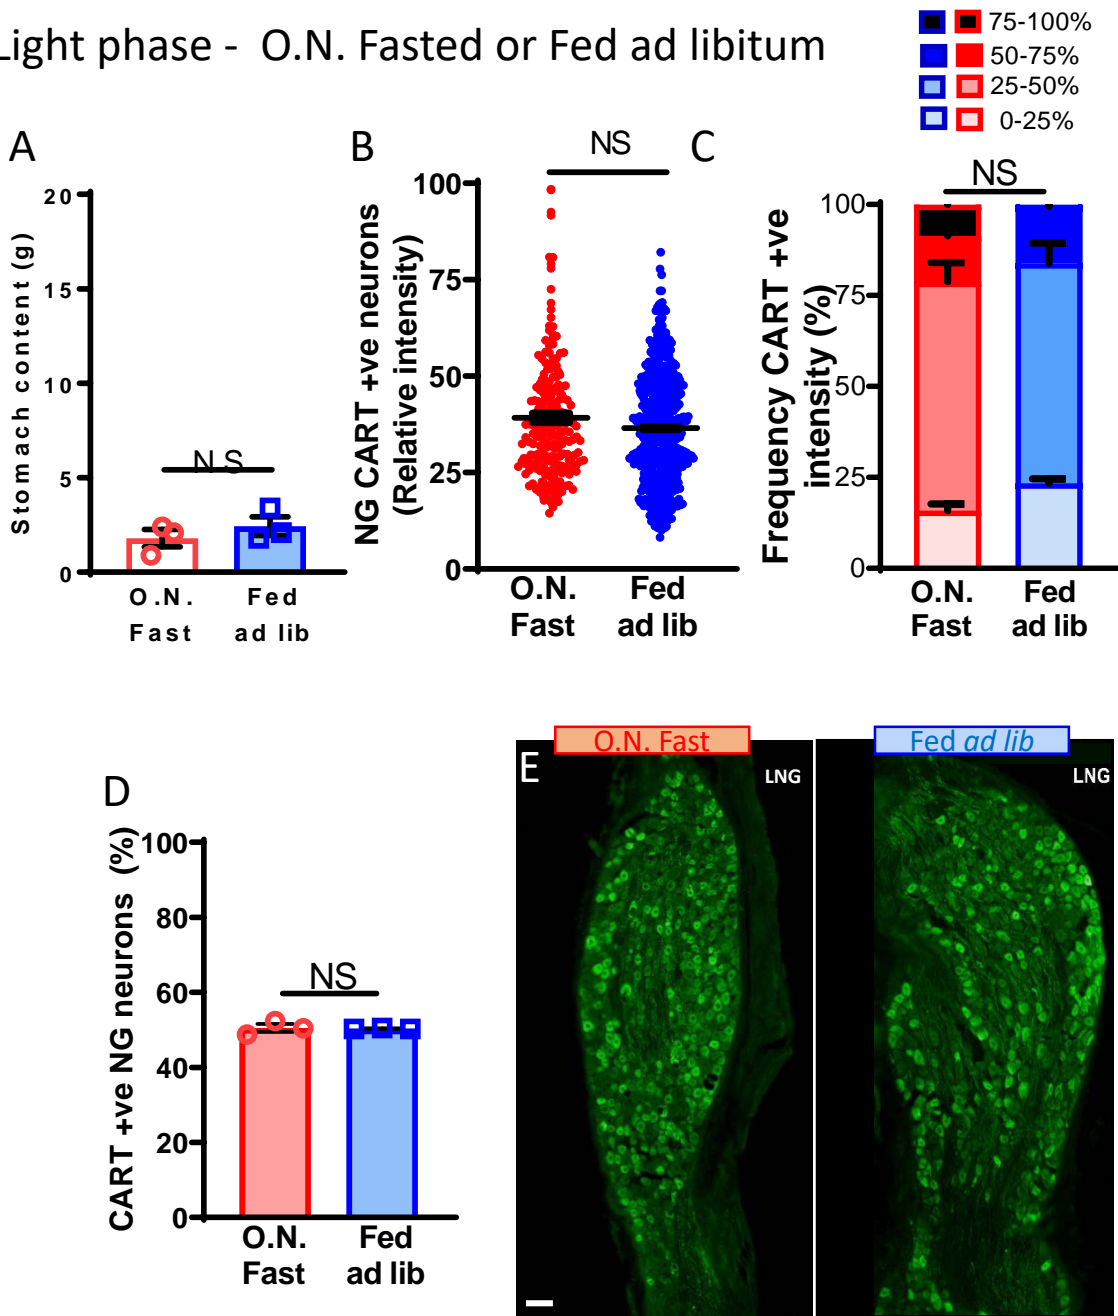 Light phase - O.N. Fasted or Fed ad libitum
75-100%
50-75%
25-50%
0-25%
A
Stomach content (g)
20
15
10
5
0
NS
O.N.
Fast
Fed
ad lib
B
NG CART +ve neurons
(Relative intensity)
100
75
50
25
0
NS
O.N.
Fast
Fed
ad lib
C
Frequency CART +ve
intensity (%)
100
75
50
25
0
NS
O.N.
Fast
Fed
ad lib
D
CART +ve NG neurons (%)
100
80
60
40
20
0
NS
O.N.
Fast
Fed
ad lib
E
O.N. Fast
LNG
Fed ad lib
LNG